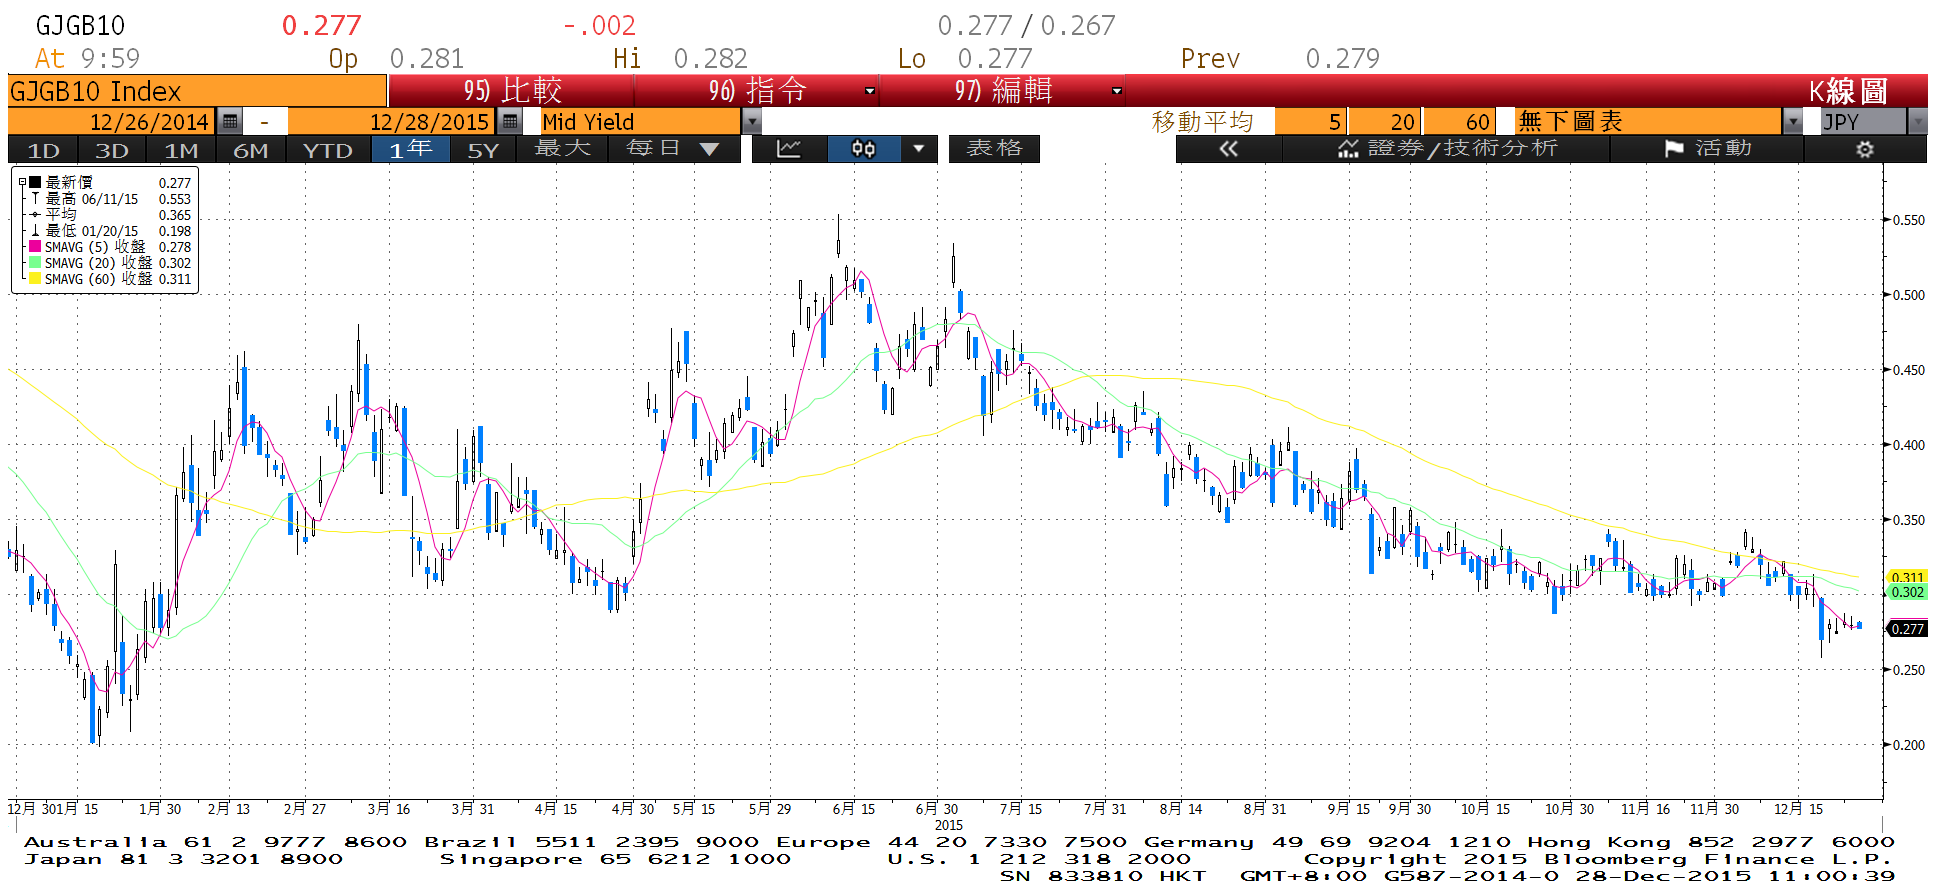 GJGB10 0.277 -.002 0.277 / 0.267
At 9:59 Op 0.281 Hi 0.282 Lo 0.277 Prev 0.279
GJGB10 Index 95) 比較 96) 指令 97) 編輯 K線圖
12/26/2014 - 12/28/2015 Mid Yield 移動平均 5 20 60 無下圖表 JPY
1D 3D 1M 6M YTD 1年 5Y 最大 每日 表格 « 證券/技術分析 活動
最新價 0.277
最高 06/11/15 0.553
平均 0.365
最低 01/20/15 0.198
SMAVG (5) 收盤 0.278
SMAVG (20) 收盤 0.302
SMAVG (60) 收盤 0.311
0.550
0.500
0.450
0.400
0.350
0.311
0.302
0.277
0.250
0.200
12月 30 1月 15 1月 30 2月 13 2月 27 3月 16 3月 31 4月 15 4月 30 5月 15 5月 29 6月 15 6月 30 7月 15 7月 31 8月 14 8月 31 9月 15 9月 30 10月 15 10月 30 11月 16 11月 30 12月 15
2015
Australia 61 2 9777 8600 Brazil 5511 2395 9000 Europe 44 20 7330 7500 Germany 49 69 9204 1210 Hong Kong 852 2977 6000
Japan 81 3 3201 8900 Singapore 65 6212 1000 U.S. 1 212 318 2000 Copyright 2015 Bloomberg Finance L.P.
SN 833810 HKT GMT+8:00 G587-2014-0 28-Dec-2015 11:00:39